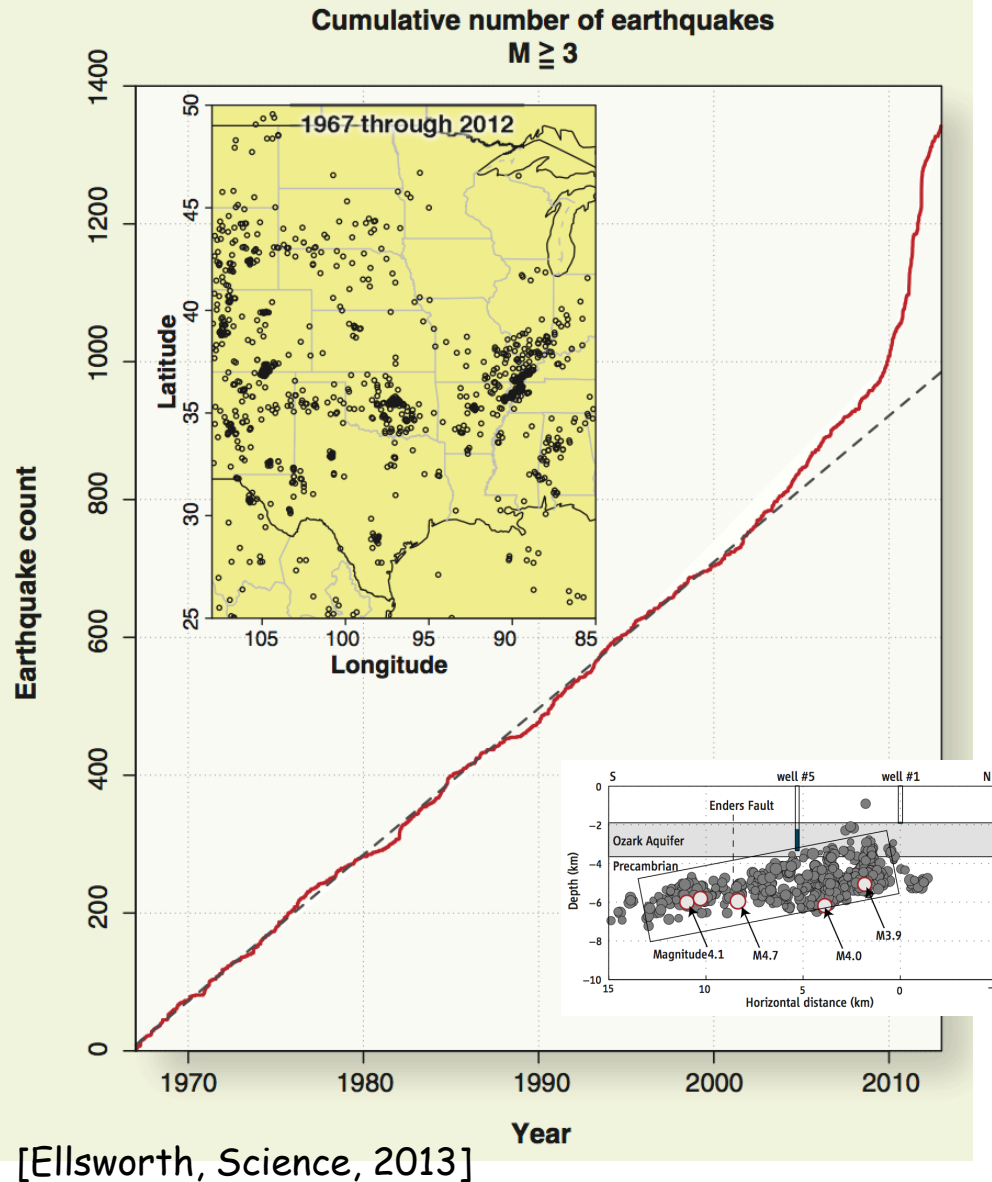 Cumulative number of earthquakes
M ≧ 3
1400
1200
1000
800
600
400
200
0
Earthquake count
1970 1980 1990 2000 2010
Year
1967 through 2012
50
45
40
35
30
25
Latitude
105 100 95 90 85
Longitude
S well #5 well #1 N
0
−2
−4
−6
−8
−10
Depth (km)
Enders Fault
Ozark Aquifer
Precambrian
Magnitude4.1 M4.7 M4.0 M3.9
15 10 5 0
Horizontal distance (km)
[Ellsworth, Science, 2013]